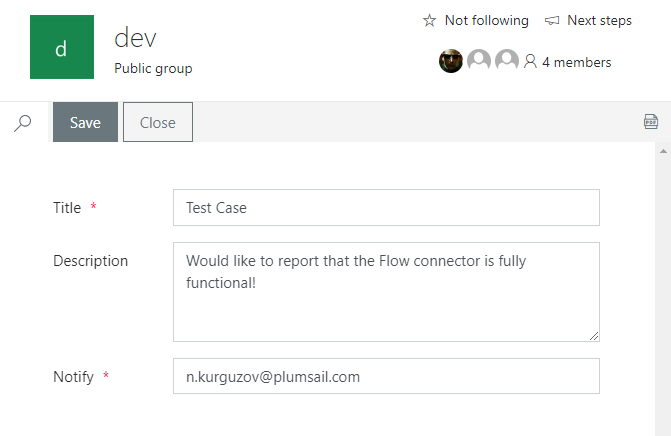 d
dev
Public group
Not following
Next steps
4 members
Save
Close
PDF
Title *
Test Case
Description
Would like to report that the Flow connector is fully
functional!
Notify *
n.kurguzov@plumsail.com